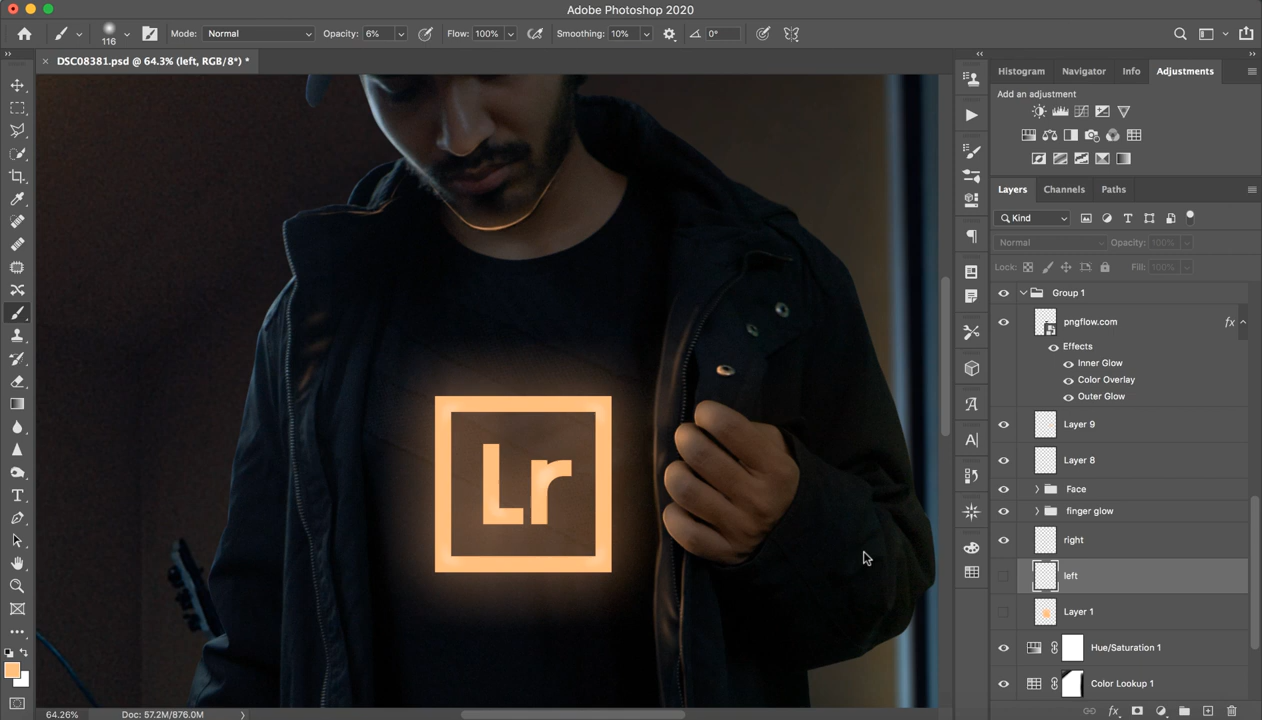 Adobe Photoshop 2020
116
Mode: Normal
Opacity: 6%
Flow: 100%
Smoothing: 10%
0°
DSC08381.psd @ 64.3% (left, RGB/8*) *
Histogram
Navigator
Info
Adjustments
Add an adjustment
Layers
Channels
Paths
Kind
Normal
Opacity: 100%
Lock:
Fill: 100%
Group 1
pngflow.com
fx
Effects
Inner Glow
Color Overlay
Outer Glow
Layer 9
Layer 8
Face
finger glow
right
left
Layer 1
Hue/Saturation 1
Color Lookup 1
fx
Lr
64.26%
Doc: 57.2M/876.0M